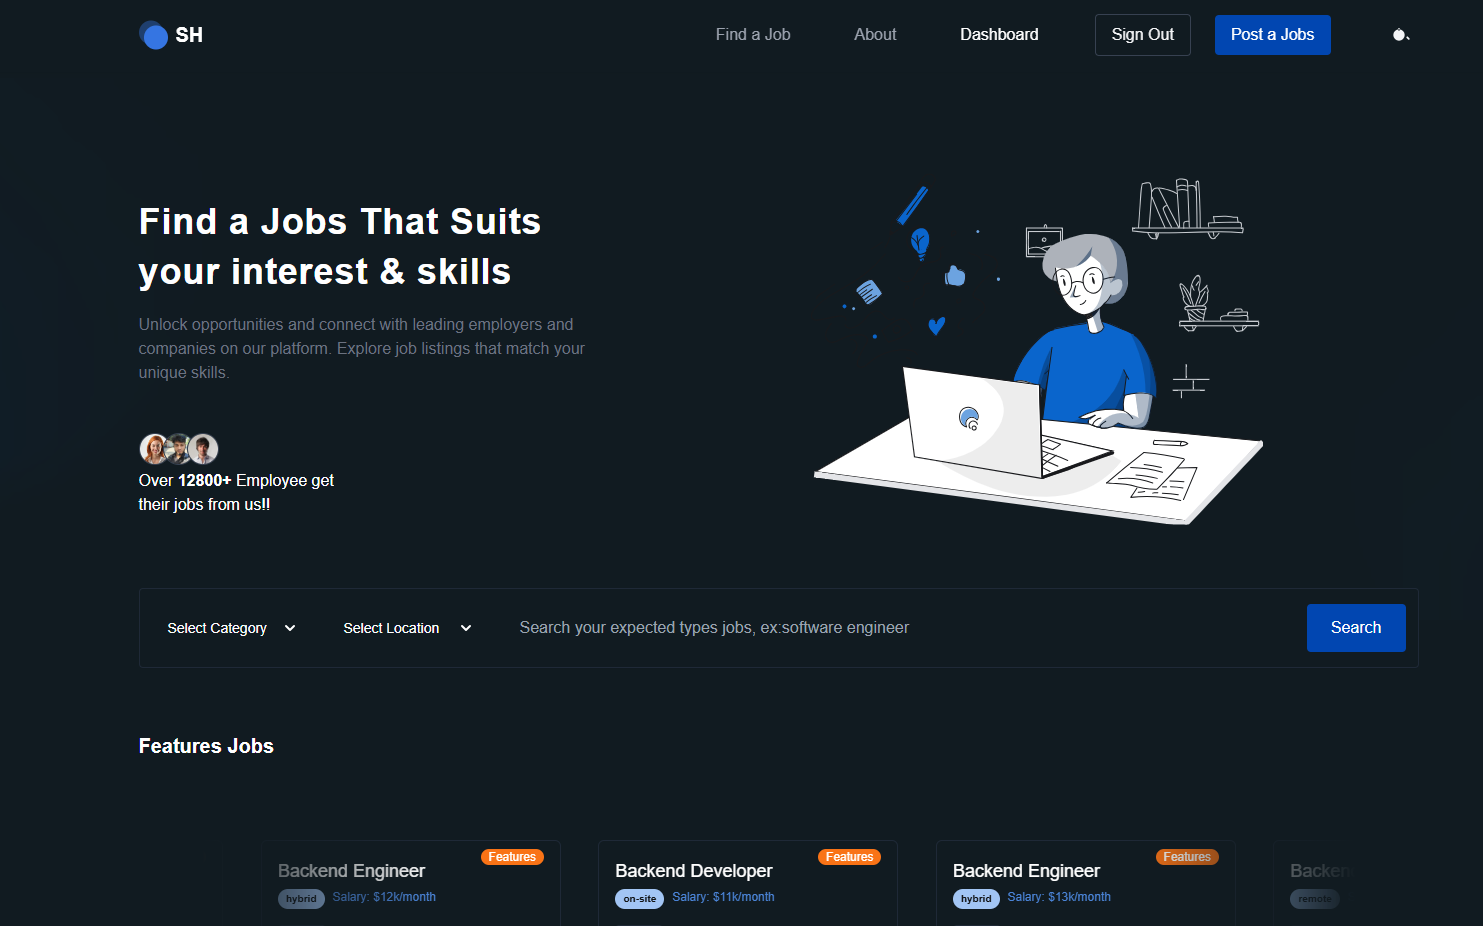 SH
Find a Job
About
Dashboard
Sign Out
Post a Jobs
Find a Jobs That Suits
your interest & skills
Unlock opportunities and connect with leading employers and
companies on our platform. Explore job listings that match your
unique skills.
Over 12800+ Employee get
their jobs from us!!
Select Category
Select Location
Search your expected types jobs, ex:software engineer
Search
Features Jobs
Features
Backend Engineer
hybrid Salary: $12k/month
Features
Backend Developer
on-site Salary: $11k/month
Features
Backend Engineer
hybrid Salary: $13k/month
Backen
remote